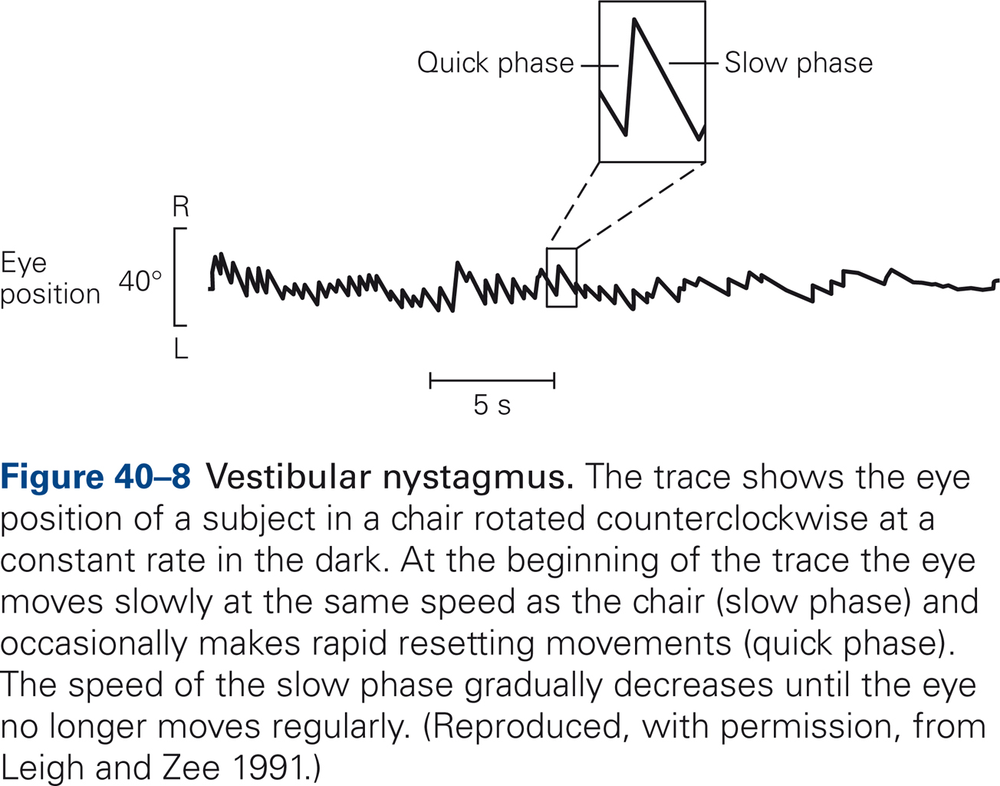 Quick phase
Slow phase
R
Eye
position
40°
L
5 s
Figure 40–8 Vestibular nystagmus. The trace shows the eye
position of a subject in a chair rotated counterclockwise at a
constant rate in the dark. At the beginning of the trace the eye
moves slowly at the same speed as the chair (slow phase) and
occasionally makes rapid resetting movements (quick phase).
The speed of the slow phase gradually decreases until the eye
no longer moves regularly. (Reproduced, with permission, from
Leigh and Zee 1991.)